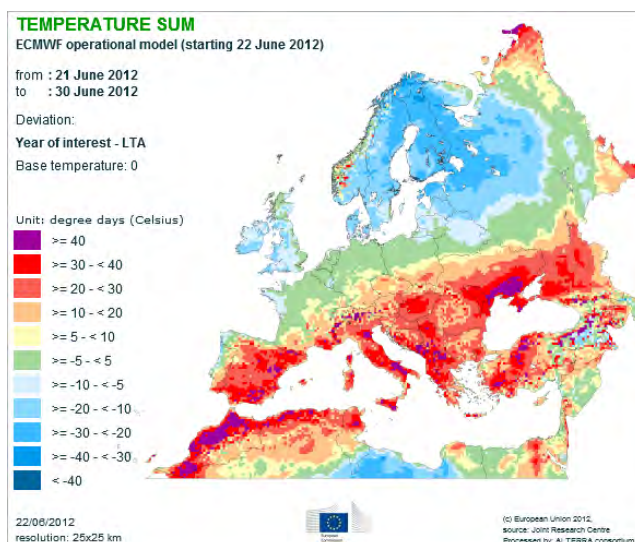 TEMPERATURE SUM
ECMWF operational model (starting 22 June 2012)
from : 21 June 2012
to : 30 June 2012
Deviation:
Year of interest - LTA
Base temperature: 0
Unit: degree days (Celsius)
>= 40
>= 30 - < 40
>= 20 - < 30
>= 10 - < 20
>= 5 - < 10
>= -5 - < 5
>= -10 - < -5
>= -20 - < -10
>= -30 - < -20
>= -40 - < -30
< -40
22/06/2012
resolution: 25x25 km
European
Commission
(c) European Union 2012,
source: Joint Research Centre
Processed by: ALTERRA consortium